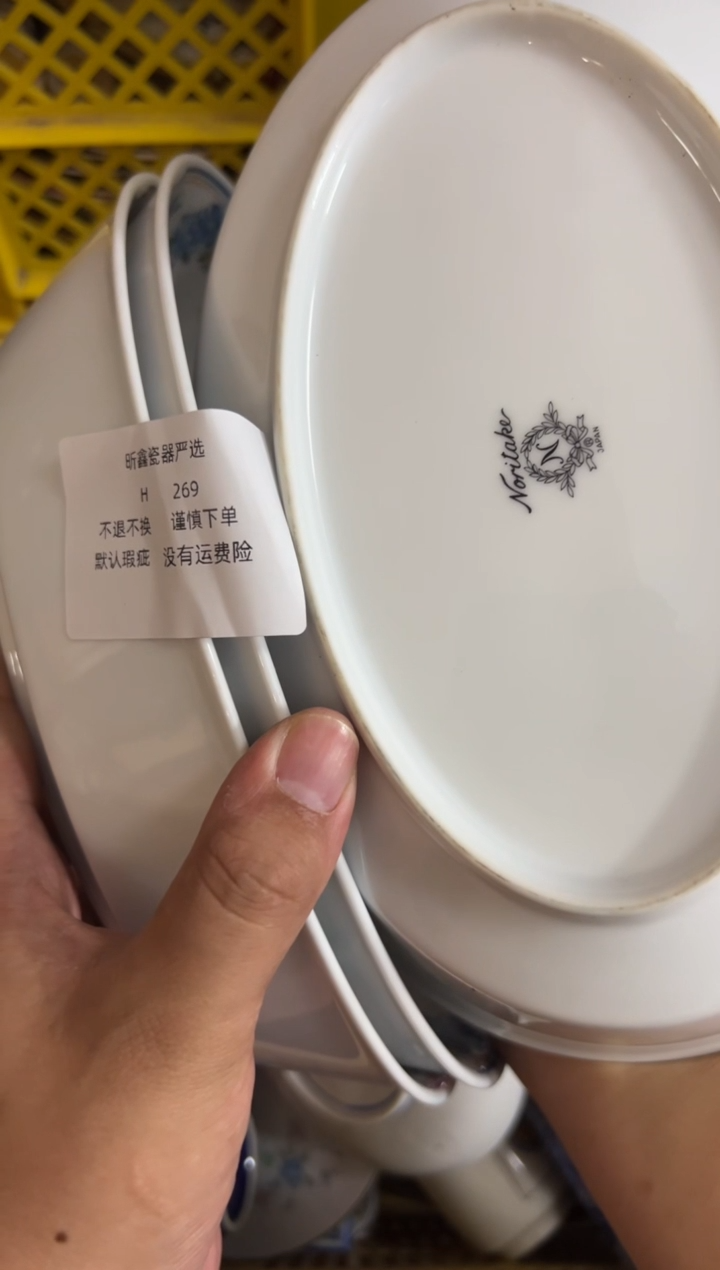 昕鑫瓷器严选
H 269
不退不换 谨慎下单
默认瑕疵 没有运费险
Noritake
N
JAPAN